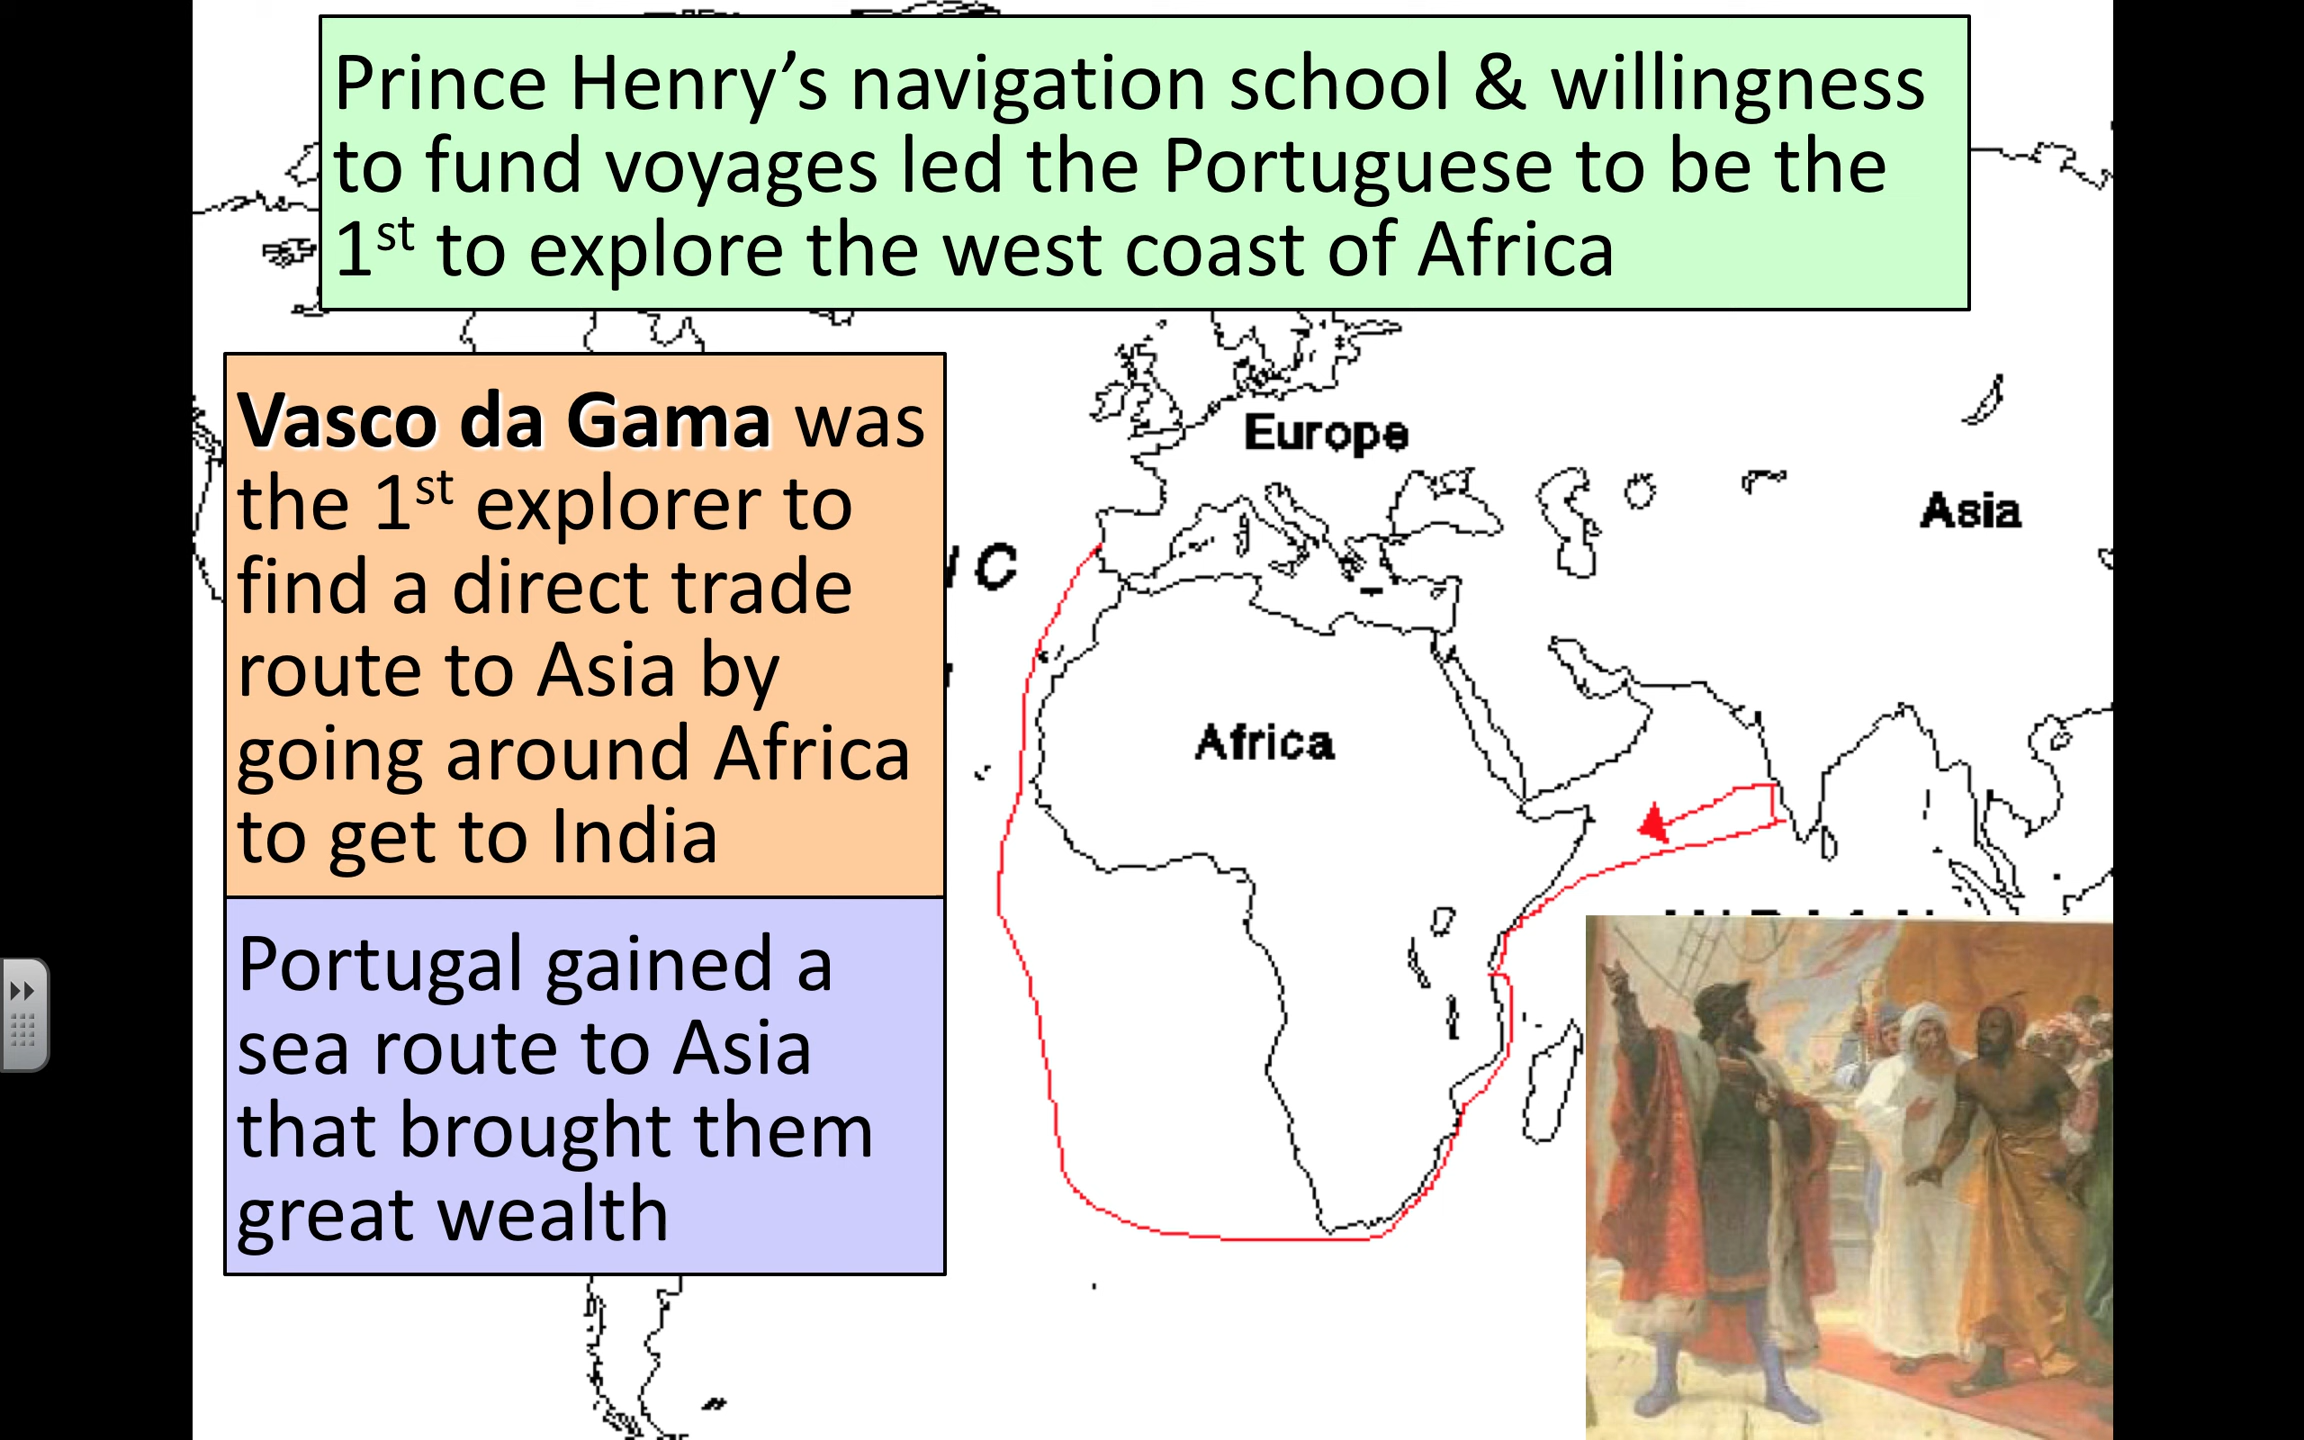 Prince Henry’s navigation school & willingness
to fund voyages led the Portuguese to be the
1st to explore the west coast of Africa
Vasco da Gama was
the 1st explorer to
find a direct trade
route to Asia by
going around Africa
to get to India
Portugal gained a
sea route to Asia
that brought them
great wealth
Europe
Asia
C
Africa